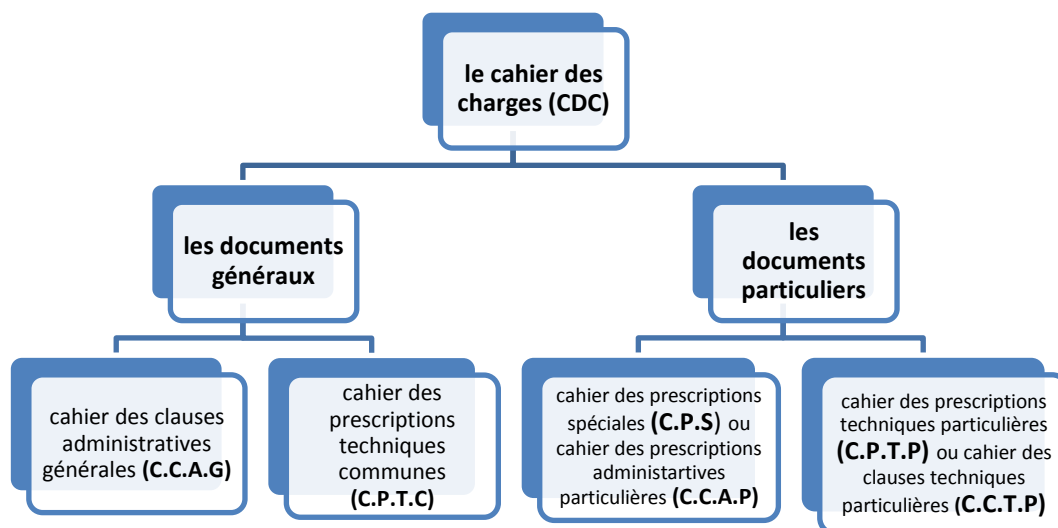 le cahier des
charges (CDC)
les documents
généraux
les
documents
particuliers
cahier des clauses
administratives
générales (C.C.A.G)
cahier des
prescriptions
techniques
communes
(C.P.T.C)
cahier des prescriptions
spéciales (C.P.S) ou
cahier des prescriptions
administartives
particulières (C.C.A.P)
cahier des prescriptions
techniques particulières
(C.P.T.P) ou cahier des
clauses techniques
particulières (C.C.T.P)